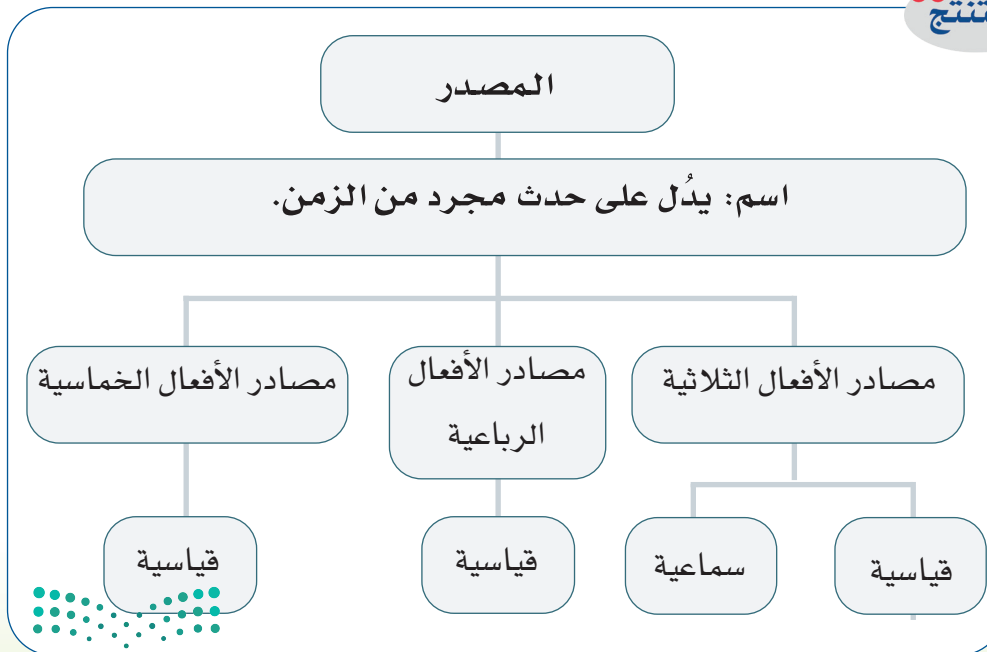 تنتج
المصدر
اسم: يدُل على حدث مجرد من الزمن.
مصادر الأفعال الثلاثية
مصادر الأفعال
الرباعية
مصادر الأفعال الخماسية
قياسية
سماعية
قياسية
قياسية